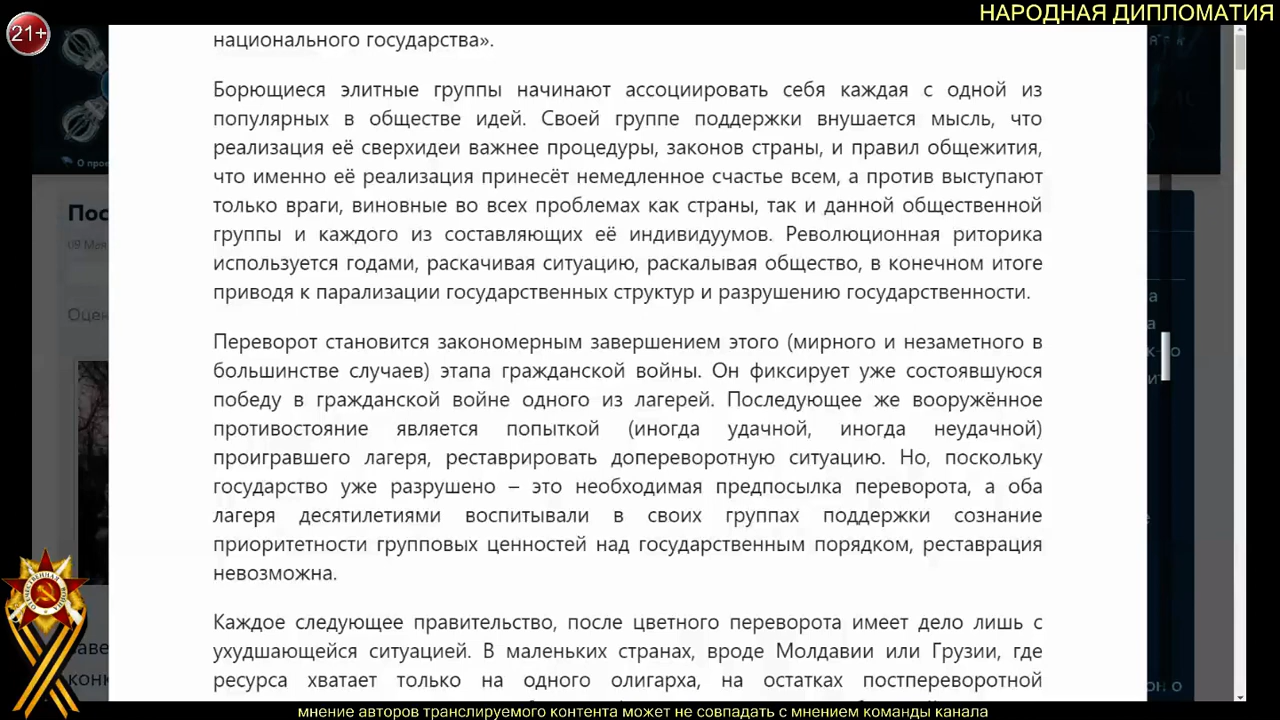 НАРОДНАЯ ДИПЛОМАТИЯ
21+
национального государства».
Борющиеся элитные группы начинают ассоциировать себя каждая с одной из
популярных в обществе идей. Своей группе поддержки внушается мысль, что
реализация её сверхидеи важнее процедуры, законов страны, и правил общежития,
что именно её реализация принесёт немедленное счастье всем, а против выступают
только враги, виновные во всех проблемах как страны, так и данной общественной
группы и каждого из составляющих её индивидуумов. Революционная риторика
используется годами, раскачивая ситуацию, раскалывая общество, в конечном итоге
приводя к парализации государственных структур и разрушению государственности.
Переворот становится закономерным завершением этого (мирного и незаметного в
большинстве случаев) этапа гражданской войны. Он фиксирует уже состоявшуюся
победу в гражданской войне одного из лагерей. Последующее же вооружённое
противостояние является попыткой (иногда удачной, иногда неудачной)
проигравшего лагеря, реставрировать допереворотную ситуацию. Но, поскольку
государство уже разрушено – это необходимая предпосылка переворота, а оба
лагеря десятилетиями воспитывали в своих группах поддержки сознание
приоритетности групповых ценностей над государственным порядком, реставрация
невозможна.
Каждое следующее правительство, после цветного переворота имеет дело лишь с
ухудшающейся ситуацией. В маленьких странах, вроде Молдавии или Грузии, где
ресурса хватает только на одного олигарха, на остатках постпереворотной
О прое
Пос
09 Мая
Оцен
ОТЕЧЕСТВЕННАЯ ВОЙНА
мнение авторов транслируемого контента может не совпадать с мнением команды канала